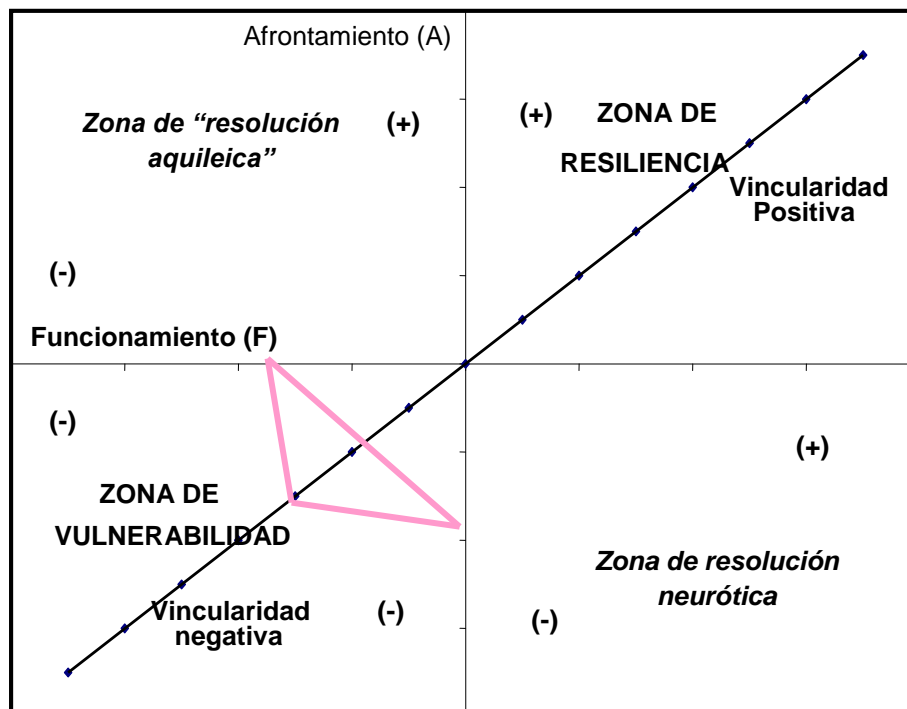 Afrontamiento (A)
Zona de “resolución
aquileica”
(+)
(+)
ZONA DE
RESILIENCIA
Vincularidad
Positiva
(-)
Funcionamiento (F)
(-)
ZONA DE
VULNERABILIDAD
Vincularidad
negativa
(-)
(+)
Zona de resolución
neurótica
(-)